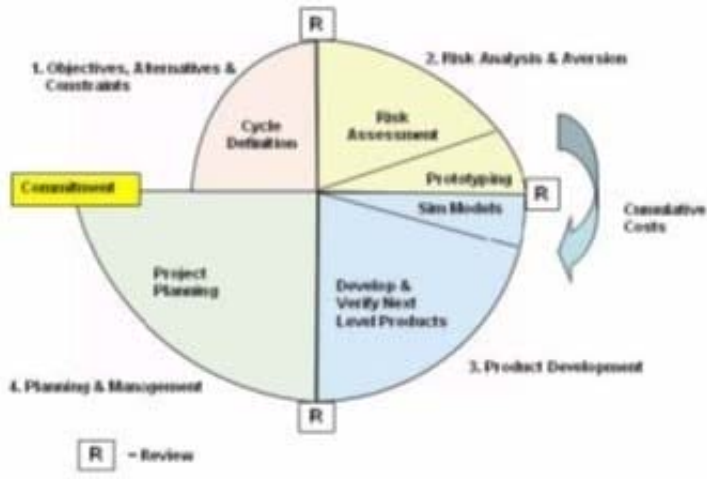 R
1. Objectives, Alternatives &
Constraints
2. Risk Analysis & Aversion
Risk
Assessment
Cycle
Definition
Commitment
Prototyping
R
Sim Models
Cumulative
Costs
Project
Planning
Develop &
Verify Next
Level Products
3. Product Development
4. Planning & Management
R
R - Review